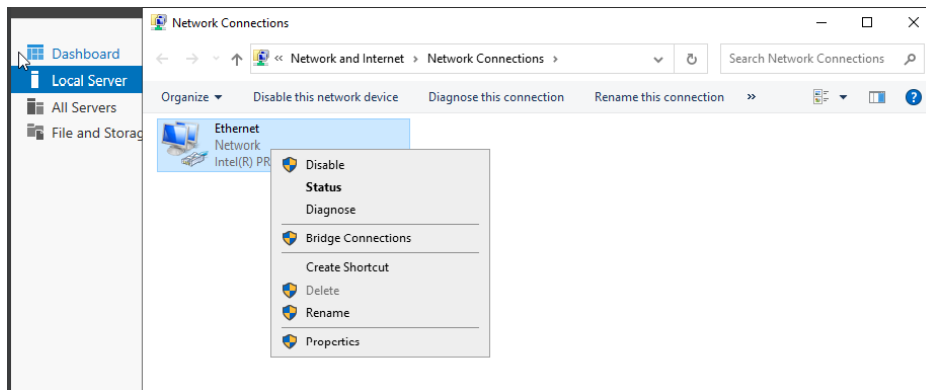 Network Connections
Dashboard
Local Server
All Servers
File and Storag
« Network and Internet › Network Connections ›
Search Network Connections
Organize
Disable this network device
Diagnose this connection
Rename this connection
»
Ethernet
Network
Intel(R) PR
Disable
Status
Diagnose
Bridge Connections
Create Shortcut
Delete
Rename
Properties